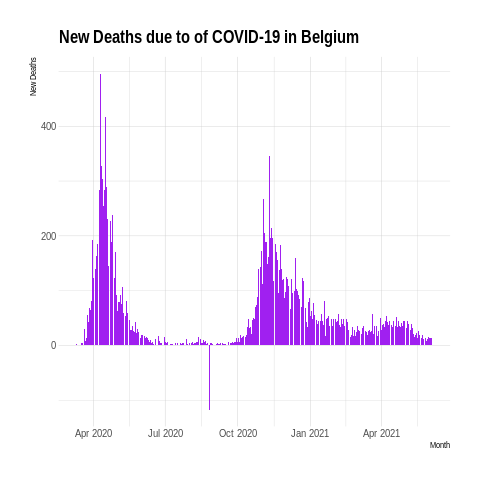 New Deaths due to of COVID-19 in Belgium
New Deaths
400
200
0
Apr 2020 Jul 2020 Oct 2020 Jan 2021 Apr 2021
Month